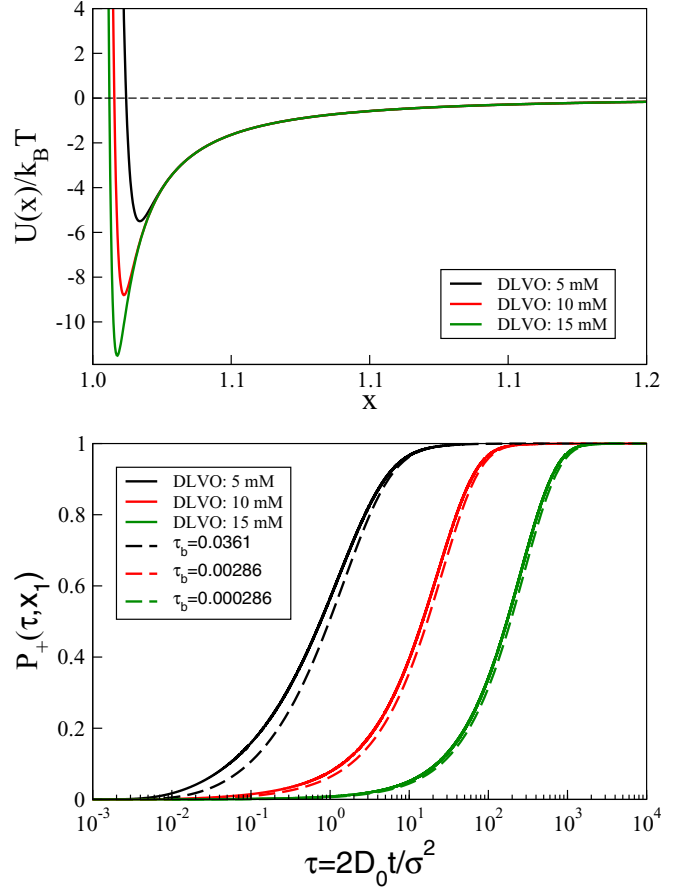 4
2
0
-2
-4
-6
-8
-10
U(x)/k_BT
DLVO: 5 mM
DLVO: 10 mM
DLVO: 15 mM
1.0 1.1 1.1 1.1 1.2
x
1
0.8
0.6
0.4
0.2
0
P_+(τ,x_1)
DLVO: 5 mM
DLVO: 10 mM
DLVO: 15 mM
τ_b=0.0361
τ_b=0.00286
τ_b=0.000286
10^-3 10^-2 10^-1 10^0 10^1 10^2 10^3 10^4
τ=2D_0t/σ^2